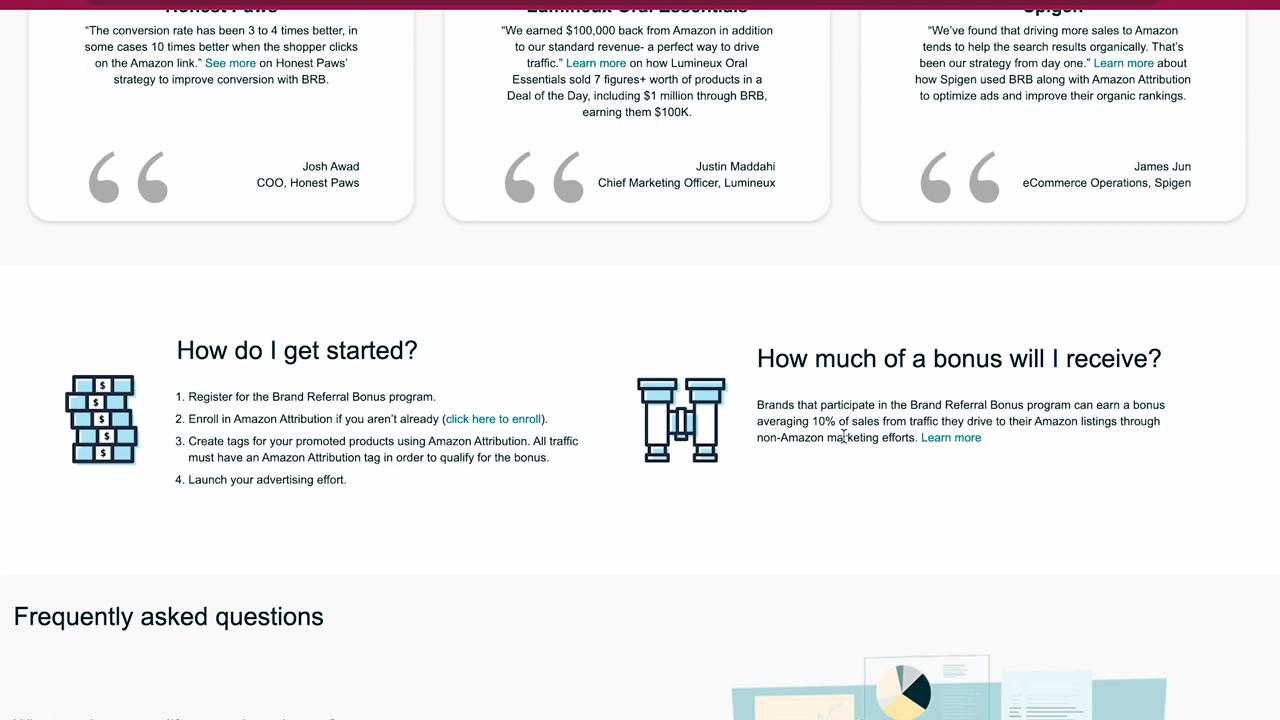 Honest Paws
“The conversion rate has been 3 to 4 times better, in
some cases 10 times better when the shopper clicks
on the Amazon link.” See more on Honest Paws’
strategy to improve conversion with BRB.
Josh Awad
COO, Honest Paws
Lumineux Oral Essentials
“We earned $100,000 back from Amazon in addition
to our standard revenue- a perfect way to drive
traffic.” Learn more on how Lumineux Oral
Essentials sold 7 figures+ worth of products in a
Deal of the Day, including $1 million through BRB,
earning them $100K.
Justin Maddahi
Chief Marketing Officer, Lumineux
Spigen
“We’ve found that driving more sales to Amazon
tends to help the search results organically. That’s
been our strategy from day one.” Learn more about
how Spigen used BRB along with Amazon Attribution
to optimize ads and improve their organic rankings.
James Jun
eCommerce Operations, Spigen
How do I get started?
1. Register for the Brand Referral Bonus program.
2. Enroll in Amazon Attribution if you aren’t already (click here to enroll).
3. Create tags for your promoted products using Amazon Attribution. All traffic
must have an Amazon Attribution tag in order to qualify for the bonus.
4. Launch your advertising effort.
How much of a bonus will I receive?
Brands that participate in the Brand Referral Bonus program can earn a bonus
averaging 10% of sales from traffic they drive to their Amazon listings through
non-Amazon marketing efforts. Learn more
Frequently asked questions